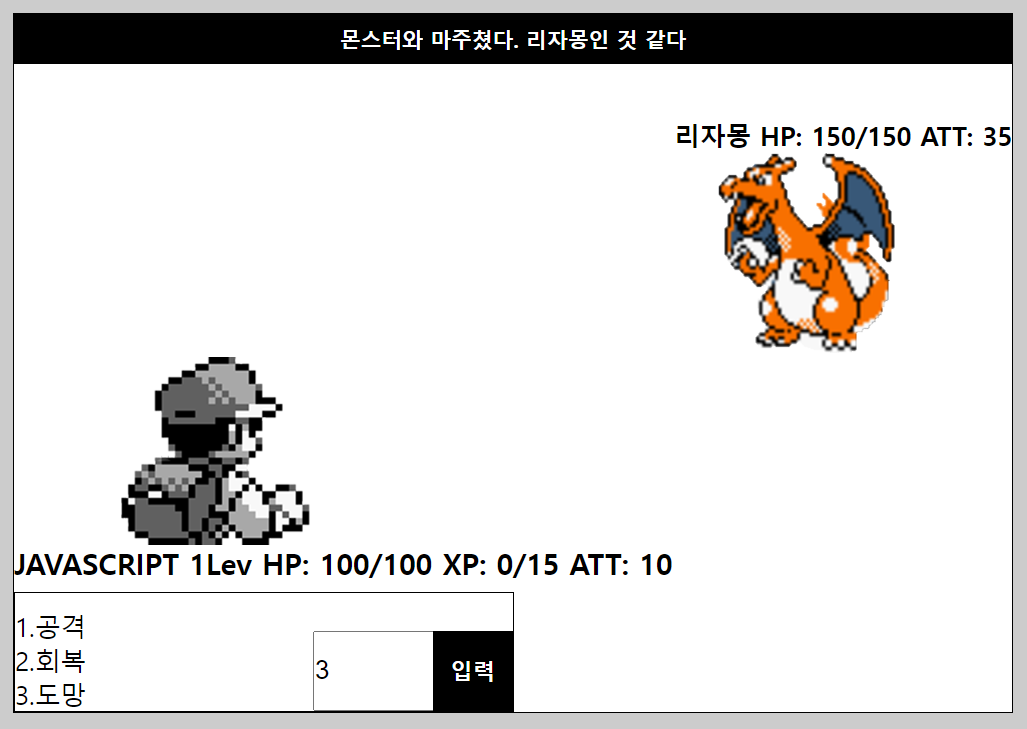 몬스터와 마주쳤다. 리자몽인 것 같다
리자몽 HP: 150/150 ATT: 35
JAVASCRIPT 1Lev HP: 100/100 XP: 0/15 ATT: 10
1.공격
2.회복
3.도망
3
입력